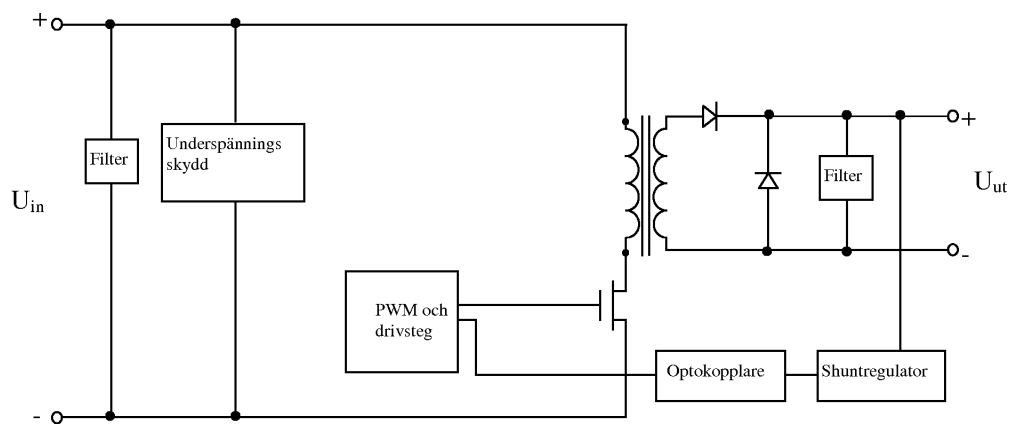 +
Underspännings
skydd
Filter
U_in
+
Filter
U_ut
-
PWM och
drivsteg
Optokopplare
Shuntregulator
-